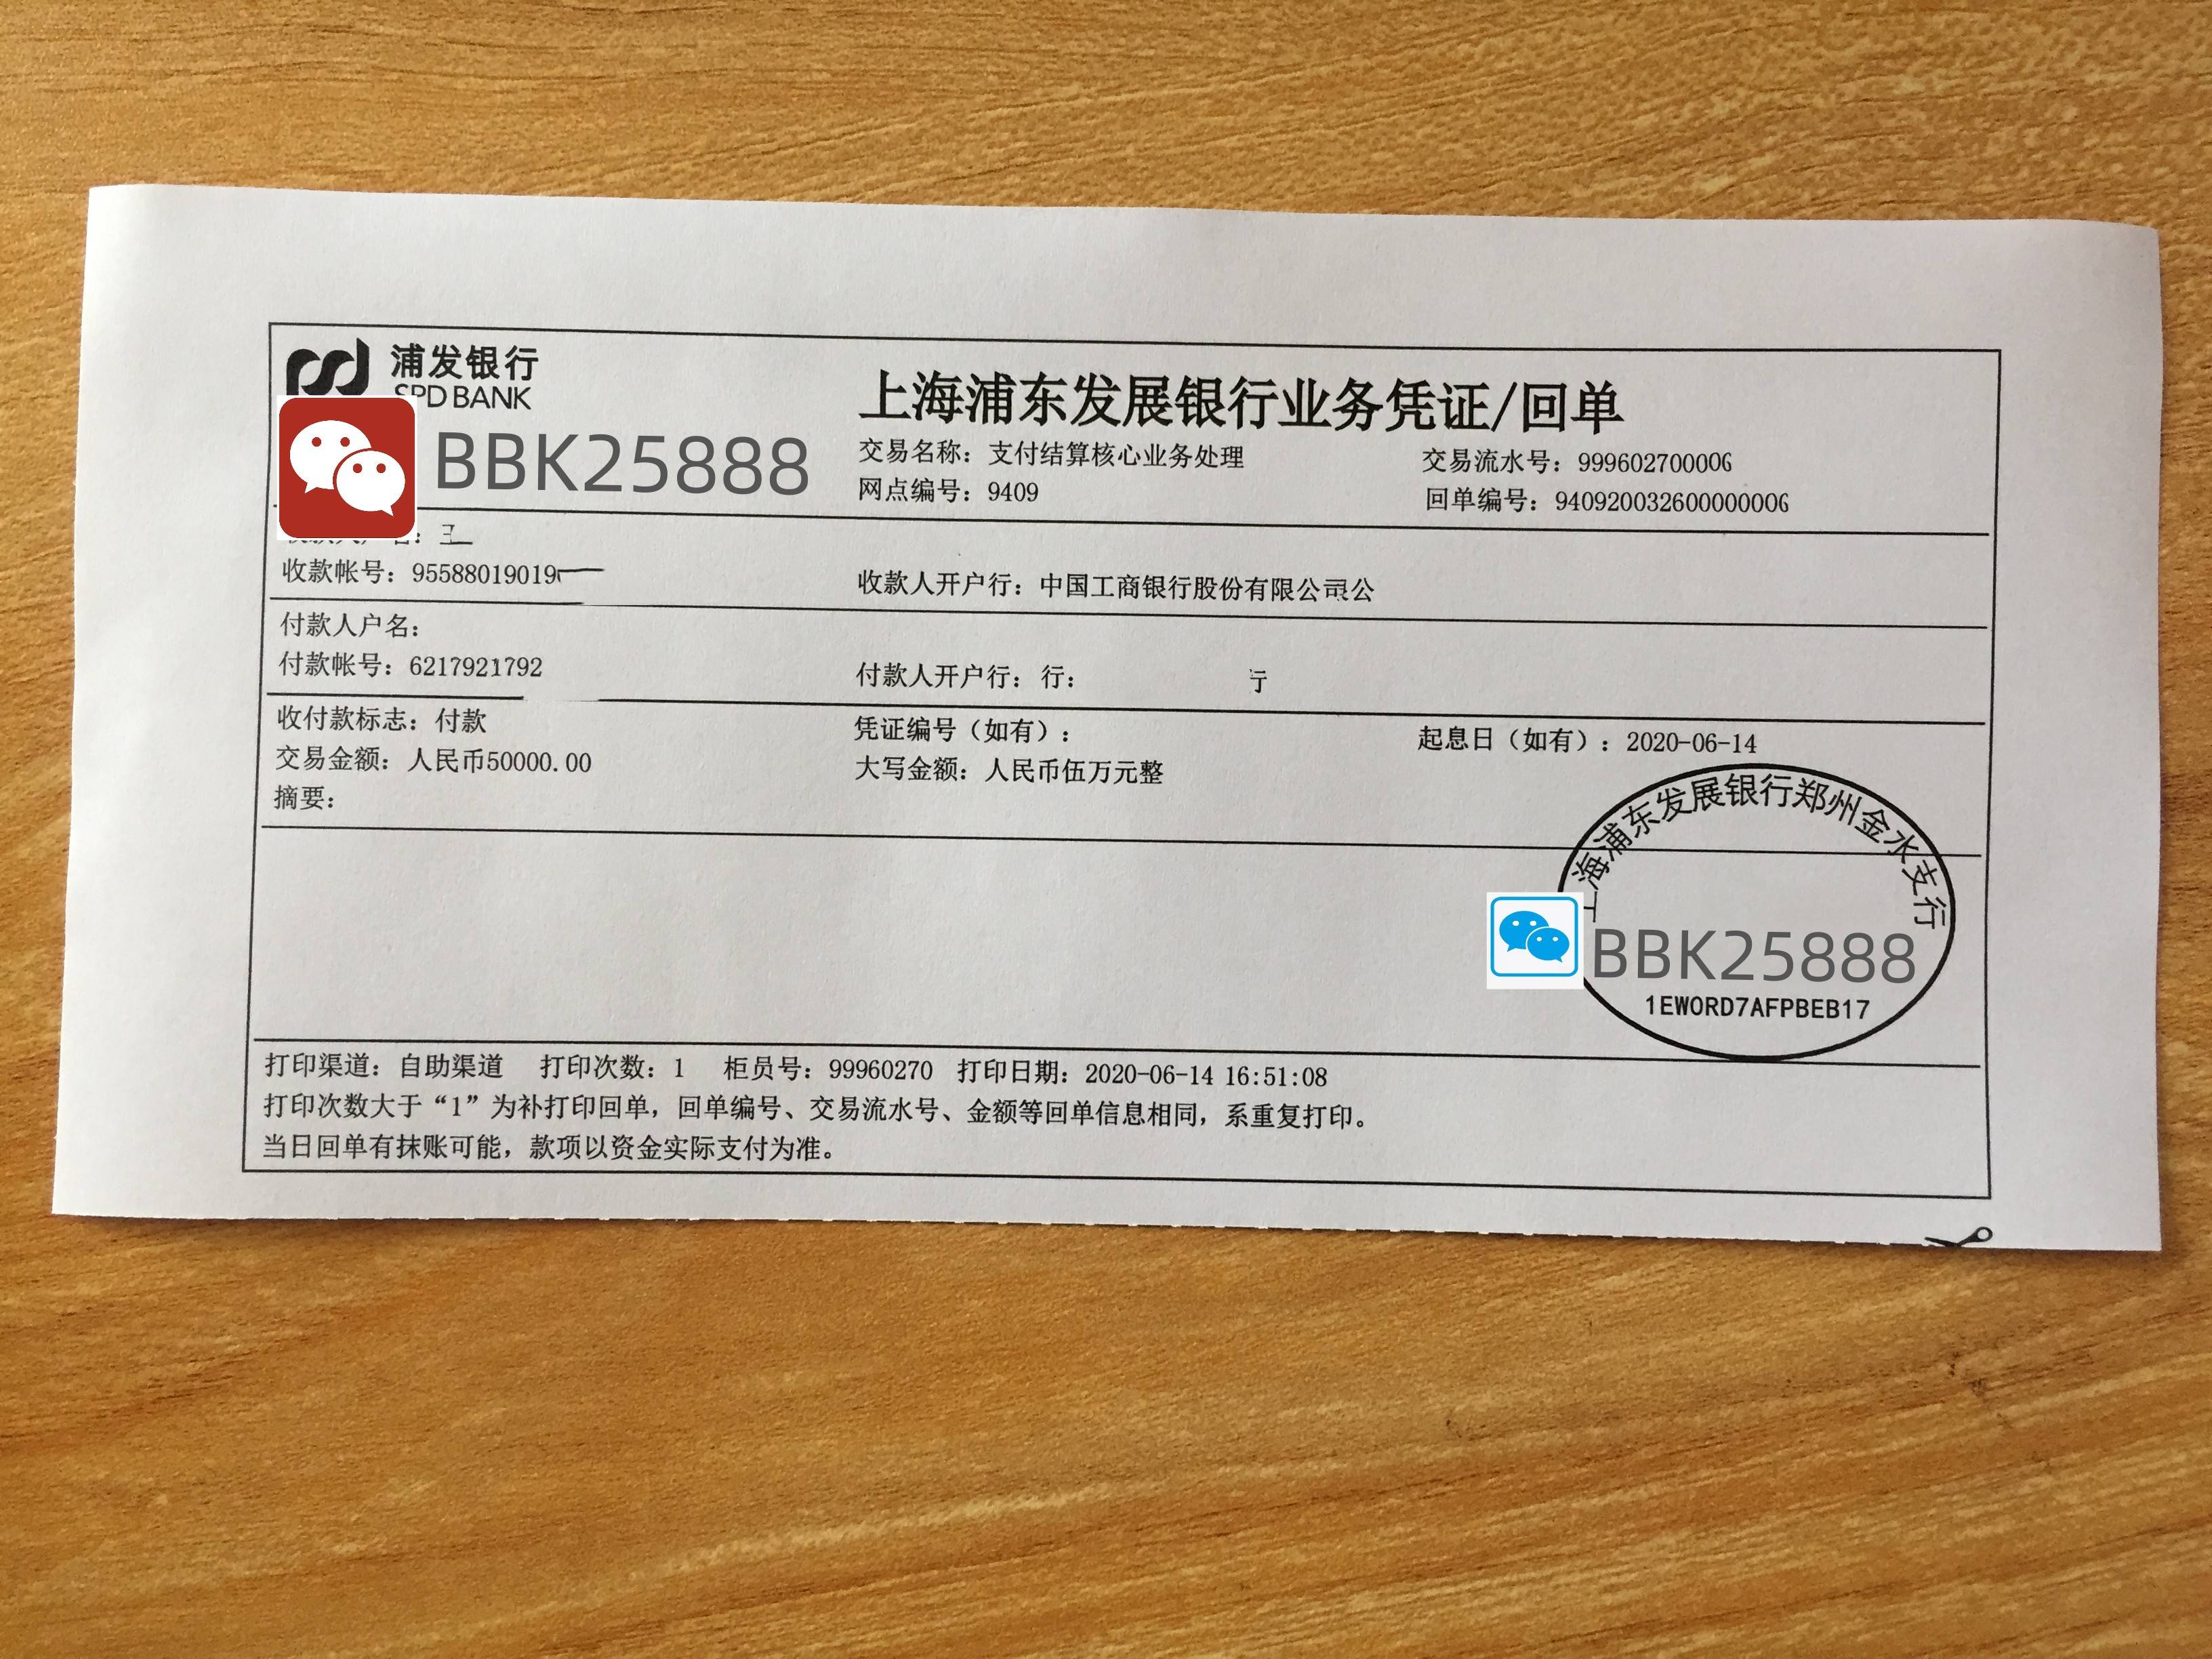 浦发银行
SPD BANK
上海浦东发展银行业务凭证/回单
BBK25888
交易名称：支付结算核心业务处理 交易流水号：999602700006
网点编号：9409 回单编号：940920032600000006
收款帐号：95588019019 收款人开户行：中国工商银行股份有限公司公
付款人户名：
付款帐号：6217921792 付款人开户行：行： 行
收付款标志：付款 凭证编号（如有）： 起息日（如有）：2020-06-14
交易金额：人民币50000.00 大写金额：人民币伍万元整
摘要：
上海浦东发展银行郑州金水支行
BBK25888
1EWORD7AFPBEB17
打印渠道：自助渠道 打印次数：1 柜员号：99960270 打印日期：2020-06-14 16:51:08
打印次数大于“1”为补打印回单，回单编号、交易流水号、金额等回单信息相同，系重复打印。
当日回单有抹账可能，款项以资金实际支付为准。